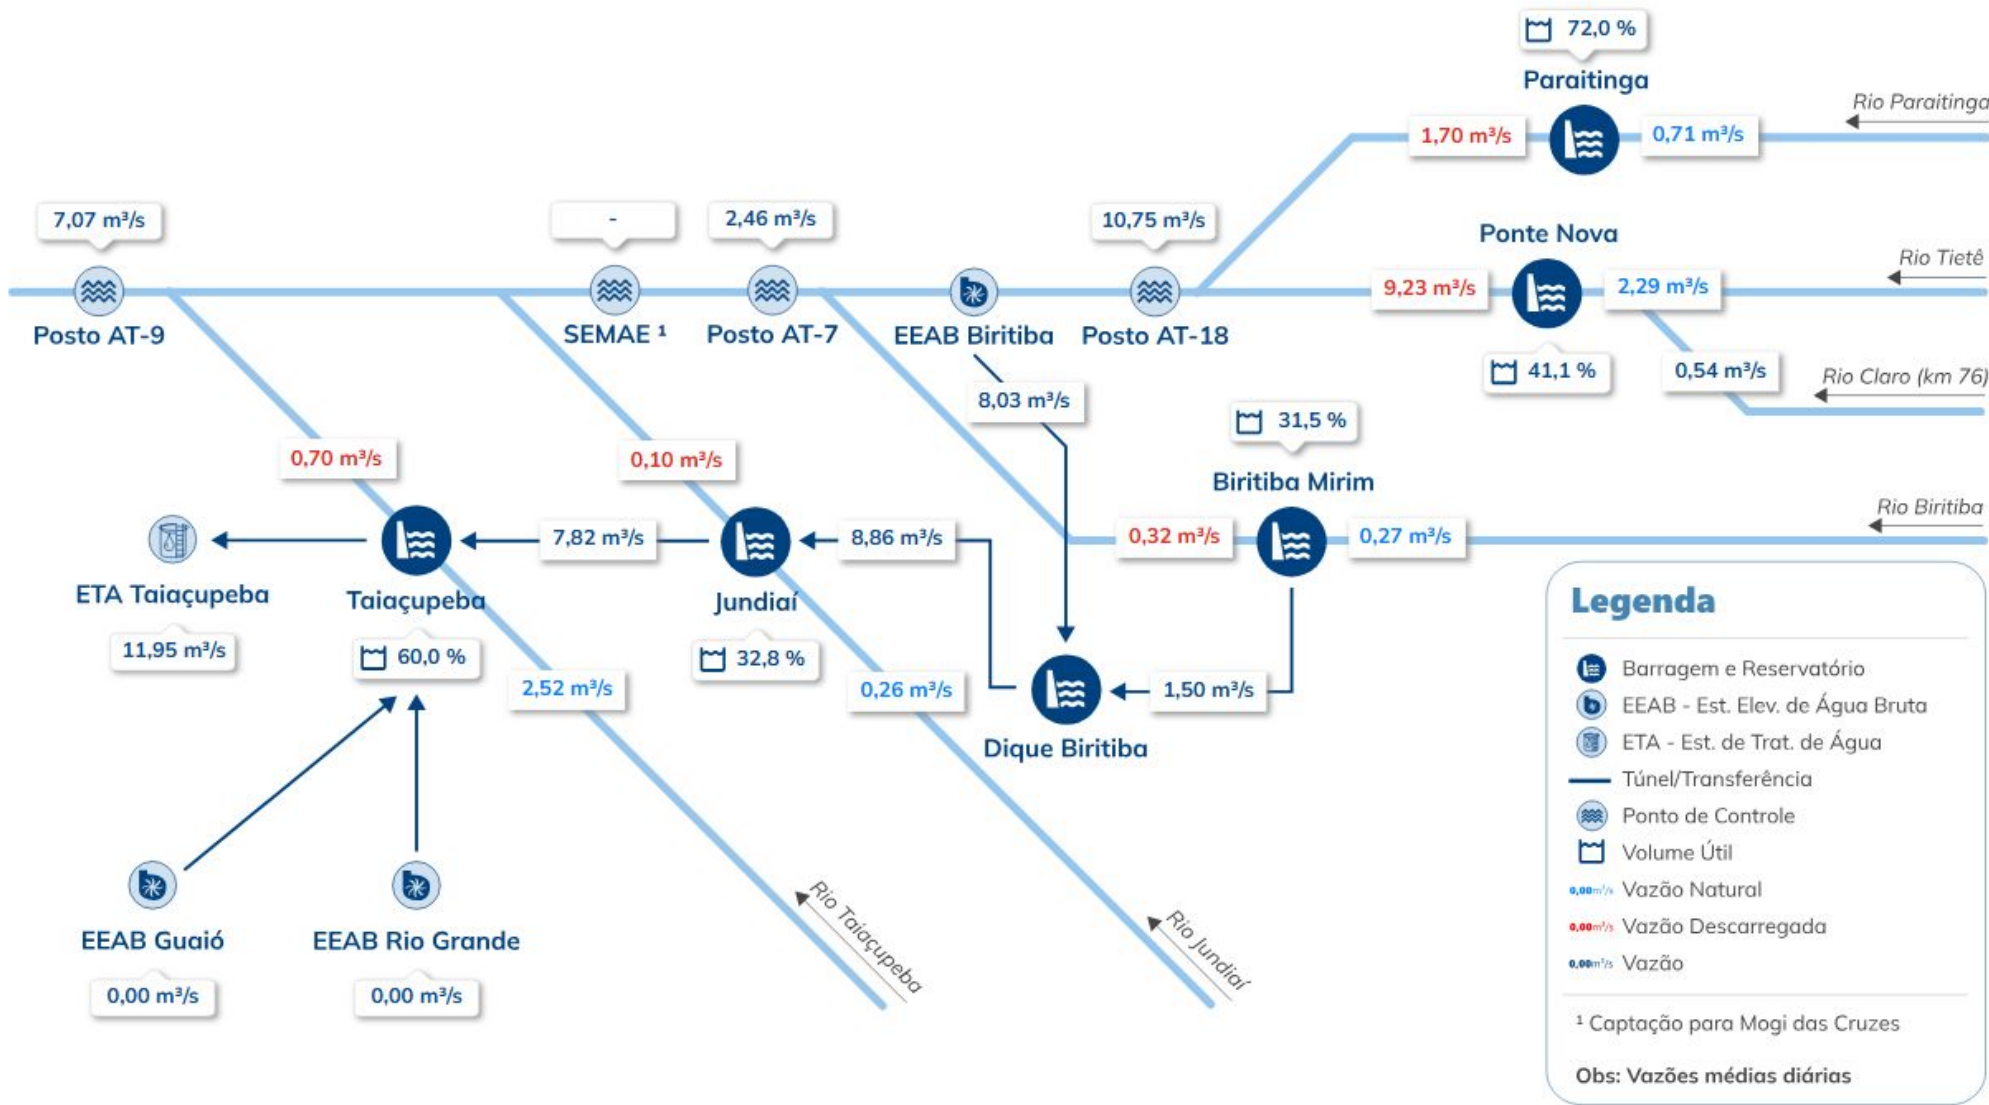 72,0 %
Paraitinga
Rio Paraitinga
1,70 m³/s
0,71 m³/s
7,07 m³/s
-
2,46 m³/s
10,75 m³/s
Ponte Nova
Rio Tietê
9,23 m³/s
2,29 m³/s
Posto AT-9
SEMAE ¹
Posto AT-7
EEAB Biritiba
Posto AT-18
41,1 %
0,54 m³/s
Rio Claro (km 76)
8,03 m³/s
31,5 %
0,70 m³/s
0,10 m³/s
Biritiba Mirim
Rio Biritiba
7,82 m³/s
8,86 m³/s
0,32 m³/s
0,27 m³/s
ETA Taiaçupeba
Taiaçupeba
Jundiaí
11,95 m³/s
60,0 %
32,8 %
2,52 m³/s
0,26 m³/s
1,50 m³/s
Dique Biritiba
Rio Taiaçupeba
Rio Jundiaí
EEAB Guaió
EEAB Rio Grande
0,00 m³/s
0,00 m³/s
Legenda
Barragem e Reservatório
EEAB - Est. Elev. de Água Bruta
ETA - Est. de Trat. de Água
Túnel/Transferência
Ponto de Controle
Volume Útil
0,00m³/s Vazão Natural
0,00m³/s Vazão Descarregada
0,00m³/s Vazão
¹ Captação para Mogi das Cruzes
Obs: Vazões médias diárias